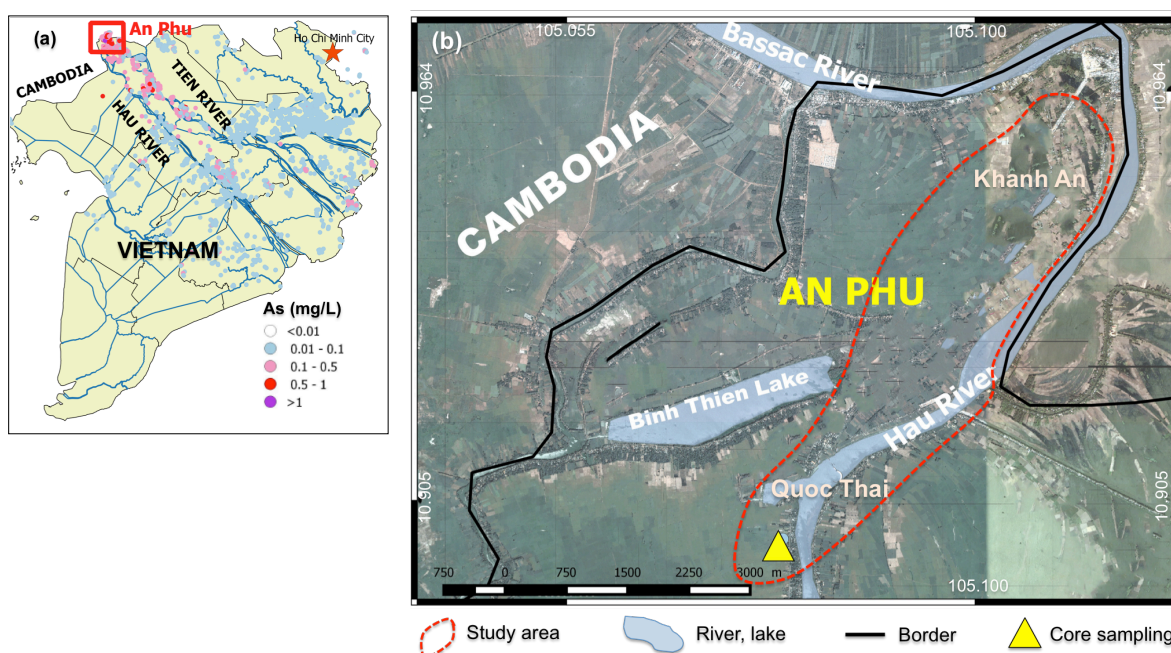 (a)
An Phu
Ho Chi Minh City
CAMBODIA
TIEN RIVER
HAU RIVER
VIETNAM
As (mg/L)
<0.01
0.01 - 0.1
0.1 - 0.5
0.5 - 1
>1
(b)
105.055
105.100
Bassac River
10.964
10.964
CAMBODIA
Khanh An
AN PHU
Binh Thien Lake
Hau River
Quoc Thai
10.905
10.905
750 0 750 1500 2250 3000 m
105.100
Study area
River, lake
Border
Core sampling